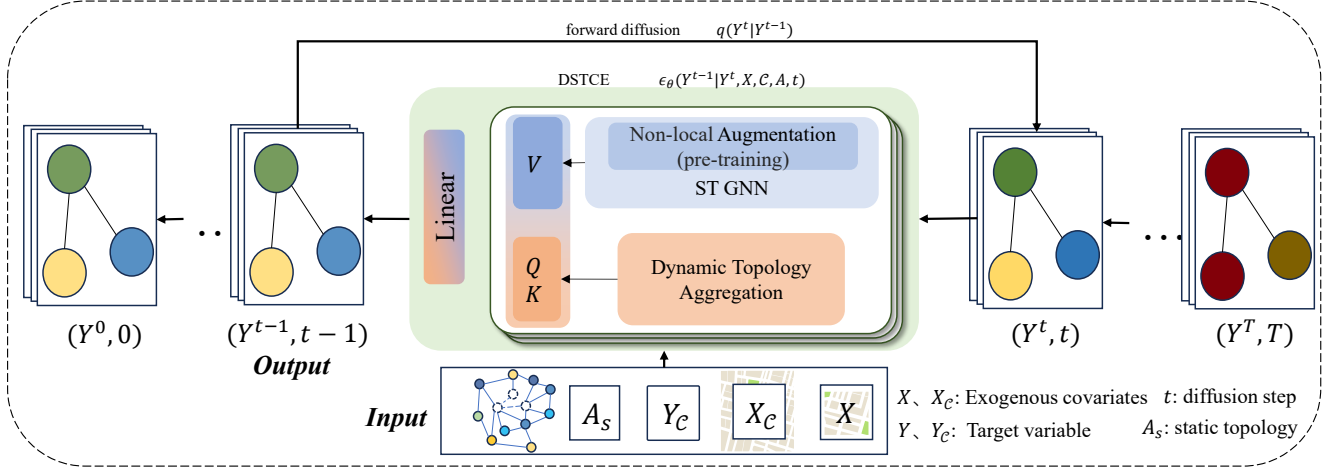 forward diffusion q(Y^t|Y^{t−1})
DSTCE ϵ_θ(Y^{t−1}|Y^t, X, 𝒞, A, t)
Linear
V
Non-local Augmentation
(pre-training)
ST GNN
Q
K
Dynamic Topology
Aggregation
. .
. . .
(Y^0, 0)
(Y^{t−1}, t − 1)
Output
(Y^t, t)
(Y^T, T)
Input
A_s
Y_𝒞
X_𝒞
X
X、X_𝒞: Exogenous covariates t: diffusion step
Y、Y_𝒞: Target variable A_s: static topology